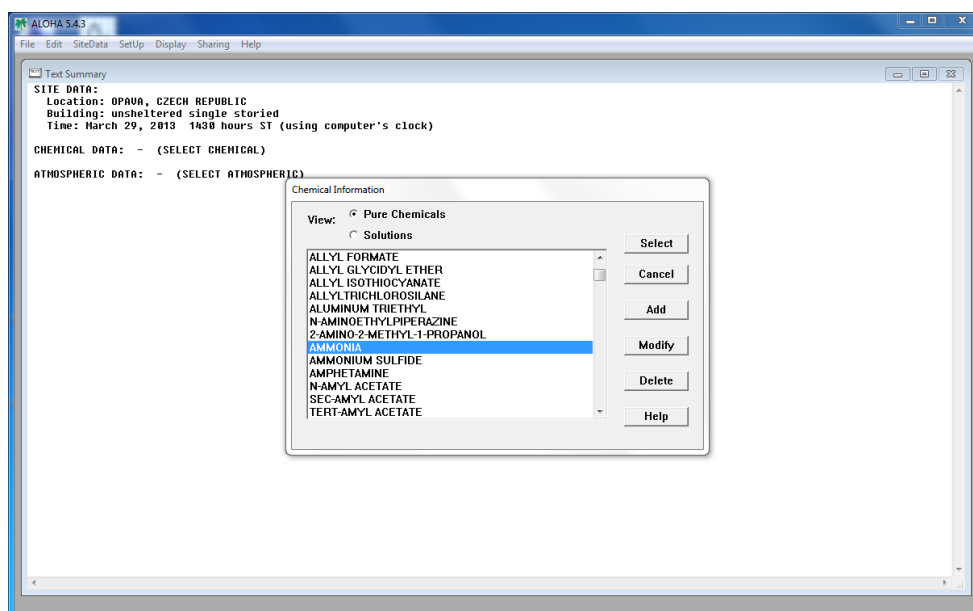 ALOHA 5.4.3
File Edit SiteData SetUp Display Sharing Help
Text Summary
SITE DATA:
Location: OPAVA, CZECH REPUBLIC
Building: unsheltered single storied
Time: March 29, 2013 1430 hours ST (using computer's clock)
CHEMICAL DATA: - (SELECT CHEMICAL)
ATMOSPHERIC DATA: - (SELECT ATMOSPHERIC)
Chemical Information
View:
Pure Chemicals
Solutions
ALLYL FORMATE
ALLYL GLYCIDYL ETHER
ALLYL ISOTHIOCYANATE
ALLYLTRICHLOROSILANE
ALUMINUM TRIETHYL
N-AMINOETHYLPIPERAZINE
2-AMINO-2-METHYL-1-PROPANOL
AMMONIA
AMMONIUM SULFIDE
AMPHETAMINE
N-AMYL ACETATE
SEC-AMYL ACETATE
TERT-AMYL ACETATE
Select
Cancel
Add
Modify
Delete
Help